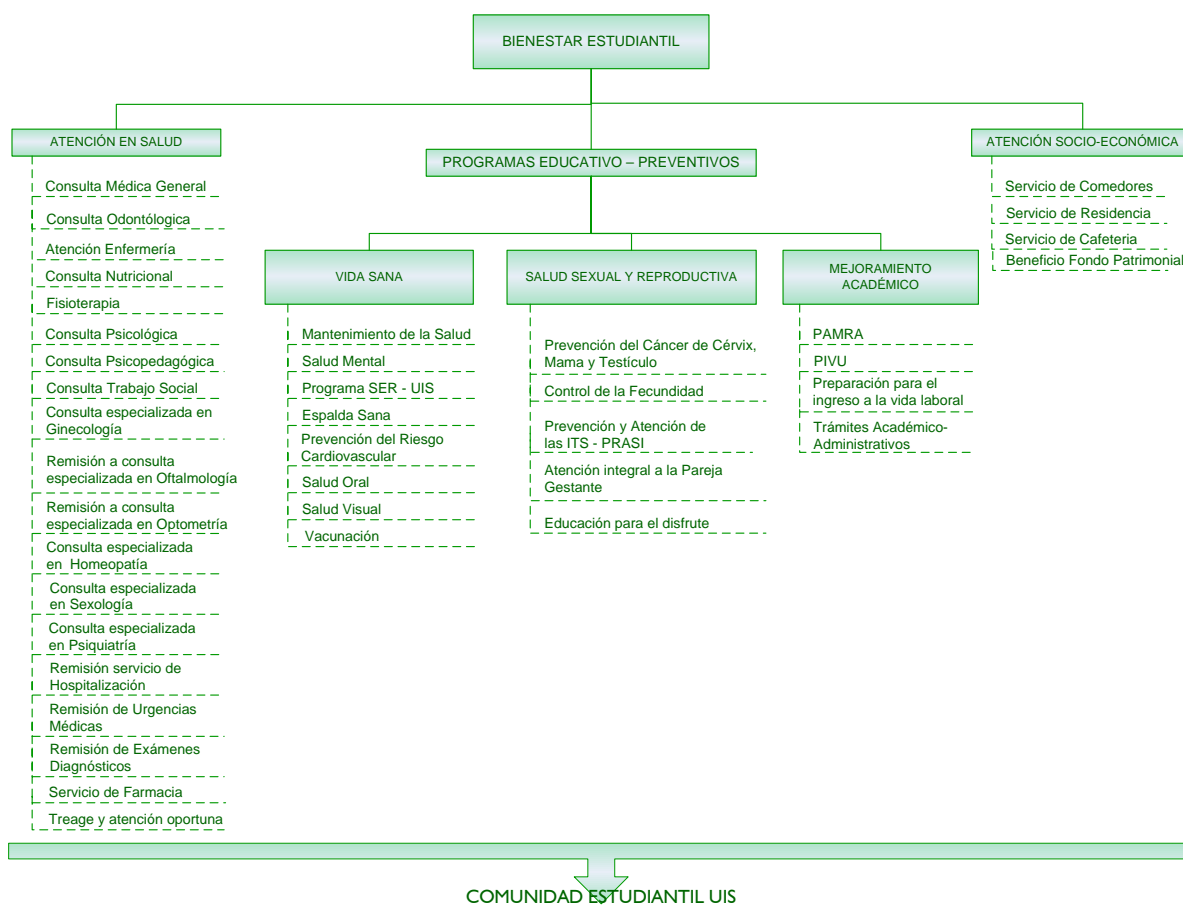 BIENESTAR ESTUDIANTIL
ATENCIÓN EN SALUD
Consulta Médica General
Consulta Odontólogica
Atención Enfermería
Consulta Nutricional
Fisioterapia
Consulta Psicológica
Consulta Psicopedagógica
Consulta Trabajo Social
Consulta especializada en
Ginecología
Remisión a consulta
especializada en Oftalmología
Remisión a consulta
especializada en Optometría
Consulta especializada
en Homeopatía
Consulta especializada
en Sexología
Consulta especializada
en Psiquiatría
Remisión servicio de
Hospitalización
Remisión de Urgencias
Médicas
Remisión de Exámenes
Diagnósticos
Servicio de Farmacia
Treage y atención oportuna
PROGRAMAS EDUCATIVO – PREVENTIVOS
VIDA SANA
Mantenimiento de la Salud
Salud Mental
Programa SER - UIS
Espalda Sana
Prevención del Riesgo
Cardiovascular
Salud Oral
Salud Visual
Vacunación
SALUD SEXUAL Y REPRODUCTIVA
Prevención del Cáncer de Cérvix,
Mama y Testículo
Control de la Fecundidad
Prevención y Atención de
las ITS - PRASI
Atención integral a la Pareja
Gestante
Educación para el disfrute
MEJORAMIENTO
ACADÉMICO
PAMRA
PIVU
Preparación para el
ingreso a la vida laboral
Trámites Académico-
Administrativos
ATENCIÓN SOCIO-ECONÓMICA
Servicio de Comedores
Servicio de Residencia
Servicio de Cafeteria
Beneficio Fondo Patrimonial
COMUNIDAD ESTUDIANTIL UIS